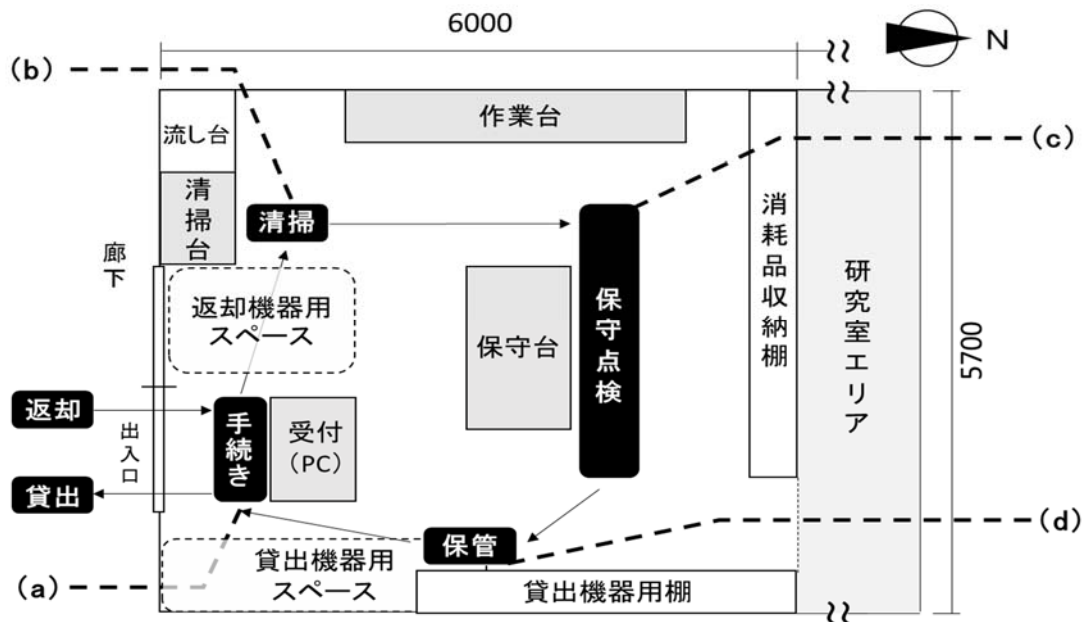 6000
N
(b)
(c)
流し台
作業台
清掃台
清掃
消耗品収納棚
研究室エリア
廊下
返却機器用
スペース
保守台
保守点検
5700
返却
手続き
受付
(PC)
出入口
貸出
保管
(d)
(a)
貸出機器用
スペース
貸出機器用棚